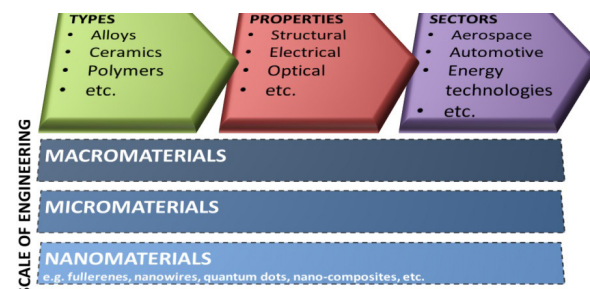 TYPES
• Alloys
• Ceramics
• Polymers
• etc.
PROPERTIES
• Structural
• Electrical
• Optical
• etc.
SECTORS
• Aerospace
• Automotive
• Energy
technologies
• etc.
SCALE OF ENGINEERING
MACROMATERIALS
MICROMATERIALS
NANOMATERIALS
e.g. fullerenes, nanowires, quantum dots, nano-composites, etc.